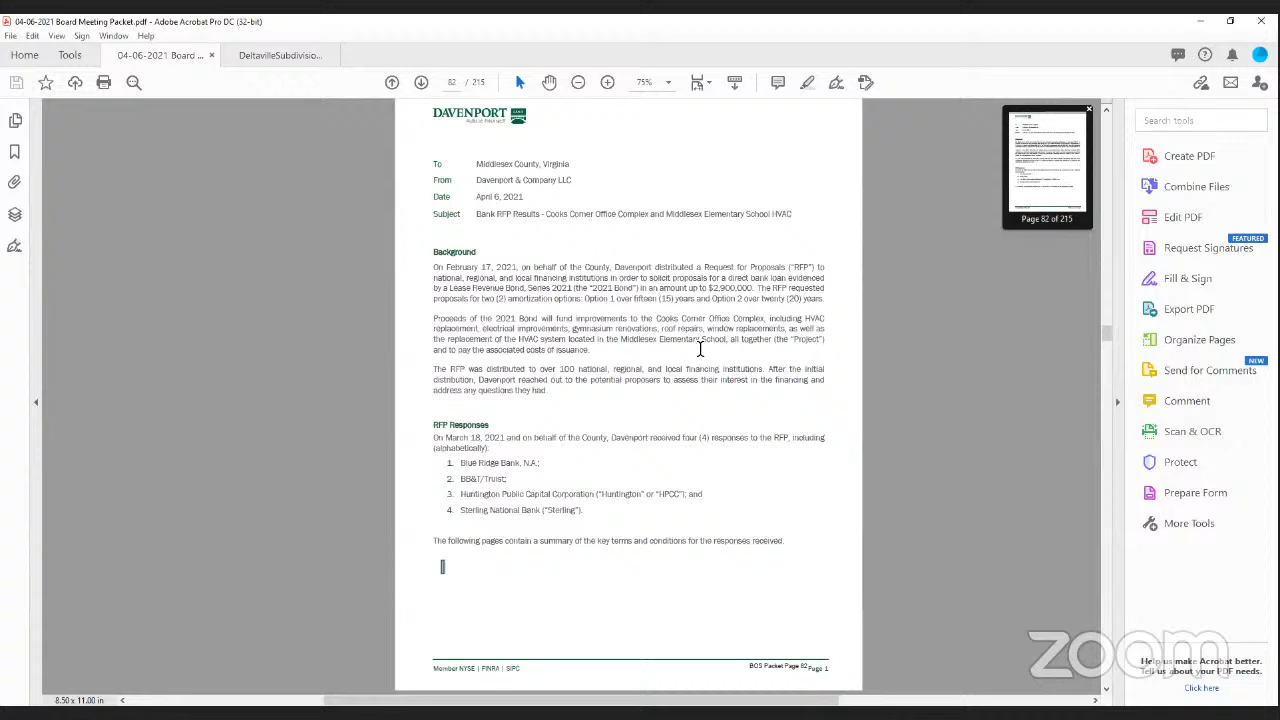 04-06-2021 Board Meeting Packet.pdf - Adobe Acrobat Pro DC (32-bit)
File Edit View Sign Window Help
Home Tools 04-06-2021 Board ... × DeltavilleSubdivisio...
82 / 215 75%
DAVENPORT
PUBLIC FINANCE
To Middlesex County, Virginia
From Davenport & Company LLC
Date April 6, 2021
Subject Bank RFP Results - Cooks Corner Office Complex and Middlesex Elementary School HVAC
Background
On February 17, 2021, on behalf of the County, Davenport distributed a Request for Proposals (“RFP”) to
national, regional, and local financing institutions in order to solicit proposals for a direct bank loan evidenced
by a Lease Revenue Bond, Series 2021 (the “2021 Bond”) in an amount up to $2,900,000. The RFP requested
proposals for two (2) amortization options: Option 1 over fifteen (15) years and Option 2 over twenty (20) years.
Proceeds of the 2021 Bond will fund improvements to the Cooks Corner Office Complex, including HVAC
replacement, electrical improvements, gymnasium renovations, roof repairs, window replacements, as well as
the replacement of the HVAC system located in the Middlesex Elementary School, all together (the “Project”)
and to pay the associated costs of issuance.
The RFP was distributed to over 100 national, regional, and local financing institutions. After the initial
distribution, Davenport reached out to the potential proposers to assess their interest in the financing and
address any questions they had.
RFP Responses
On March 18, 2021 and on behalf of the County, Davenport received four (4) responses to the RFP, including
(alphabetically):
1. Blue Ridge Bank, N.A.;
2. BB&T/Truist;
3. Huntington Public Capital Corporation (“Huntington” or “HPCC”); and
4. Sterling National Bank (“Sterling”).
The following pages contain a summary of the key terms and conditions for the responses received.
Member NYSE | FINRA | SIPC
BOS Packet Page 82 Page 1
8.50 x 11.00 in
Page 82 of 215
Search tools
Create PDF
Combine Files
Edit PDF
FEATURED
Request Signatures
Fill & Sign
Export PDF
Organize Pages
NEW
Send for Comments
Comment
Scan & OCR
Protect
Prepare Form
More Tools
zoom
Help us make Acrobat better.
Tell us about your PDF needs.
Click here